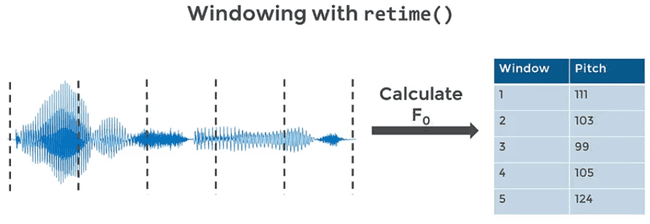 Windowing with retime()
Calculate
F₀
Window Pitch
1 111
2 103
3 99
4 105
5 124